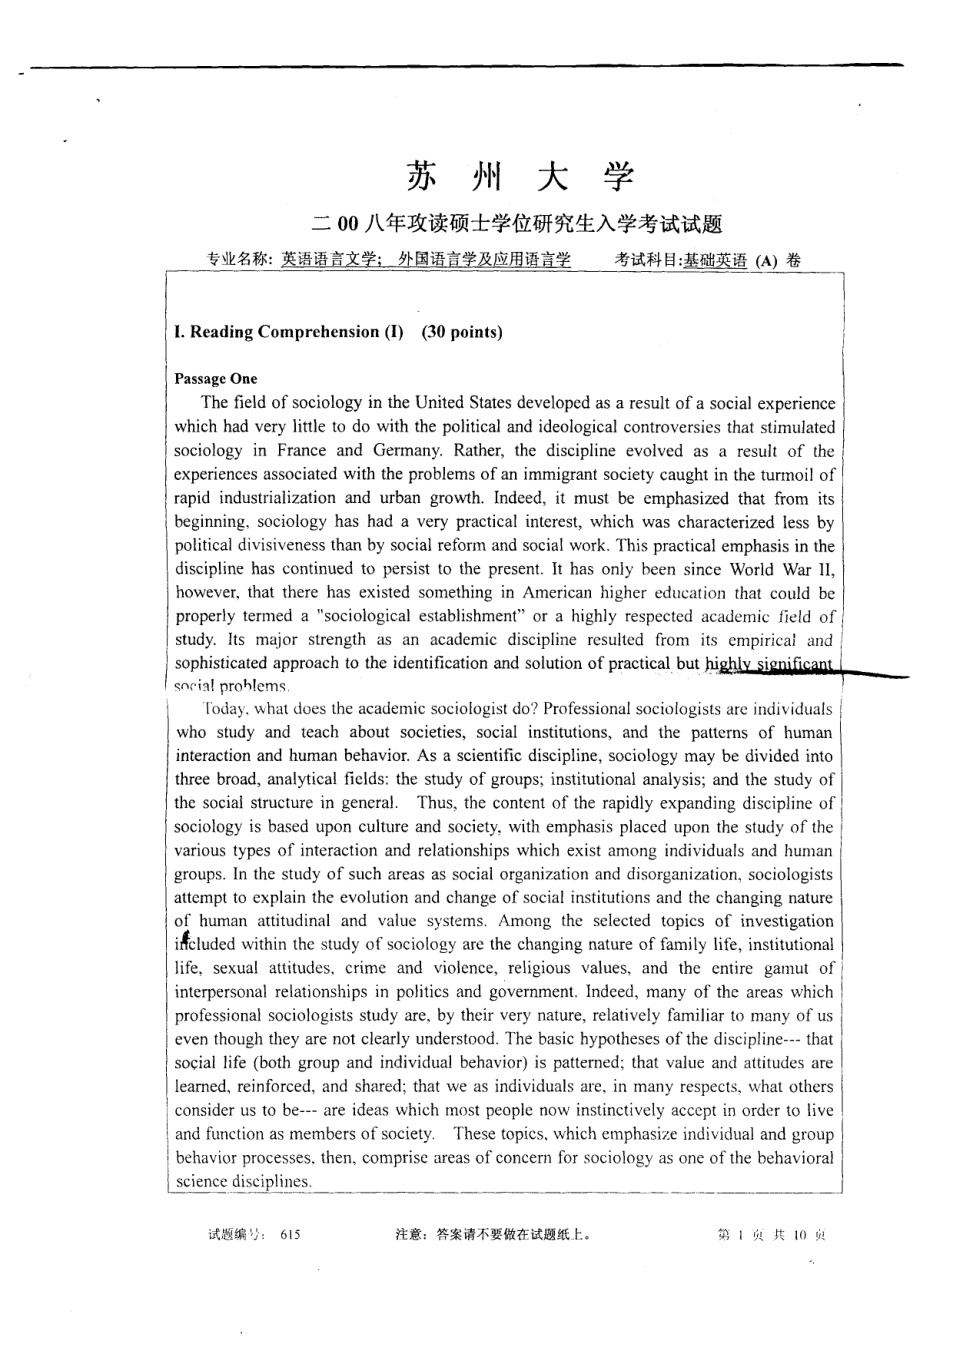 苏 州 大 学
二 00 八年攻读硕士学位研究生入学考试试题
专业名称: 英语语言文学; 外国语言学及应用语言学 考试科目:基础英语 (A) 卷
I. Reading Comprehension (I) (30 points)
Passage One
The field of sociology in the United States developed as a result of a social experience
which had very little to do with the political and ideological controversies that stimulated
sociology in France and Germany. Rather, the discipline evolved as a result of the
experiences associated with the problems of an immigrant society caught in the turmoil of
rapid industrialization and urban growth. Indeed, it must be emphasized that from its
beginning, sociology has had a very practical interest, which was characterized less by
political divisiveness than by social reform and social work. This practical emphasis in the
discipline has continued to persist to the present. It has only been since World War II,
however, that there has existed something in American higher education that could be
properly termed a "sociological establishment" or a highly respected academic field of
study. Its major strength as an academic discipline resulted from its empirical and
sophisticated approach to the identification and solution of practical but highly significant
social problems.
Today, what does the academic sociologist do? Professional sociologists are individuals
who study and teach about societies, social institutions, and the patterns of human
interaction and human behavior. As a scientific discipline, sociology may be divided into
three broad, analytical fields: the study of groups; institutional analysis; and the study of
the social structure in general. Thus, the content of the rapidly expanding discipline of
sociology is based upon culture and society, with emphasis placed upon the study of the
various types of interaction and relationships which exist among individuals and human
groups. In the study of such areas as social organization and disorganization, sociologists
attempt to explain the evolution and change of social institutions and the changing nature
of human attitudinal and value systems. Among the selected topics of investigation
included within the study of sociology are the changing nature of family life, institutional
life, sexual attitudes, crime and violence, religious values, and the entire gamut of
interpersonal relationships in politics and government. Indeed, many of the areas which
professional sociologists study are, by their very nature, relatively familiar to many of us
even though they are not clearly understood. The basic hypotheses of the discipline--- that
social life (both group and individual behavior) is patterned; that value and attitudes are
learned, reinforced, and shared; that we as individuals are, in many respects, what others
consider us to be--- are ideas which most people now instinctively accept in order to live
and function as members of society. These topics, which emphasize individual and group
behavior processes, then, comprise areas of concern for sociology as one of the behavioral
science disciplines.
试题编号: 615 注意: 答案请不要做在试题纸上。 第 1 页 共 10 页